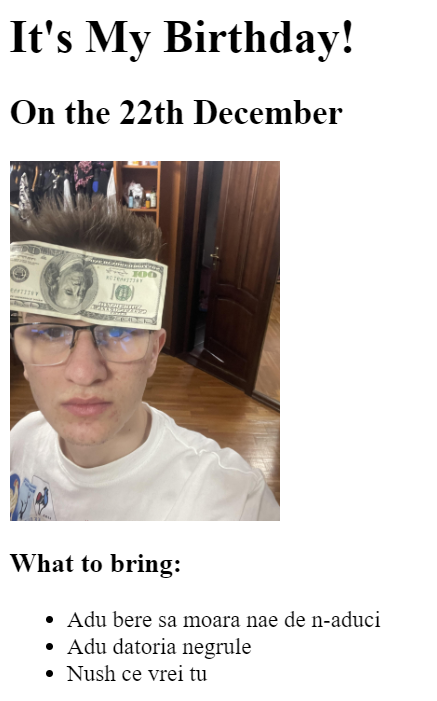 It's My Birthday!
On the 22th December
100
What to bring:
Adu bere sa moara nae de n-aduci
Adu datoria negrule
Nush ce vrei tu